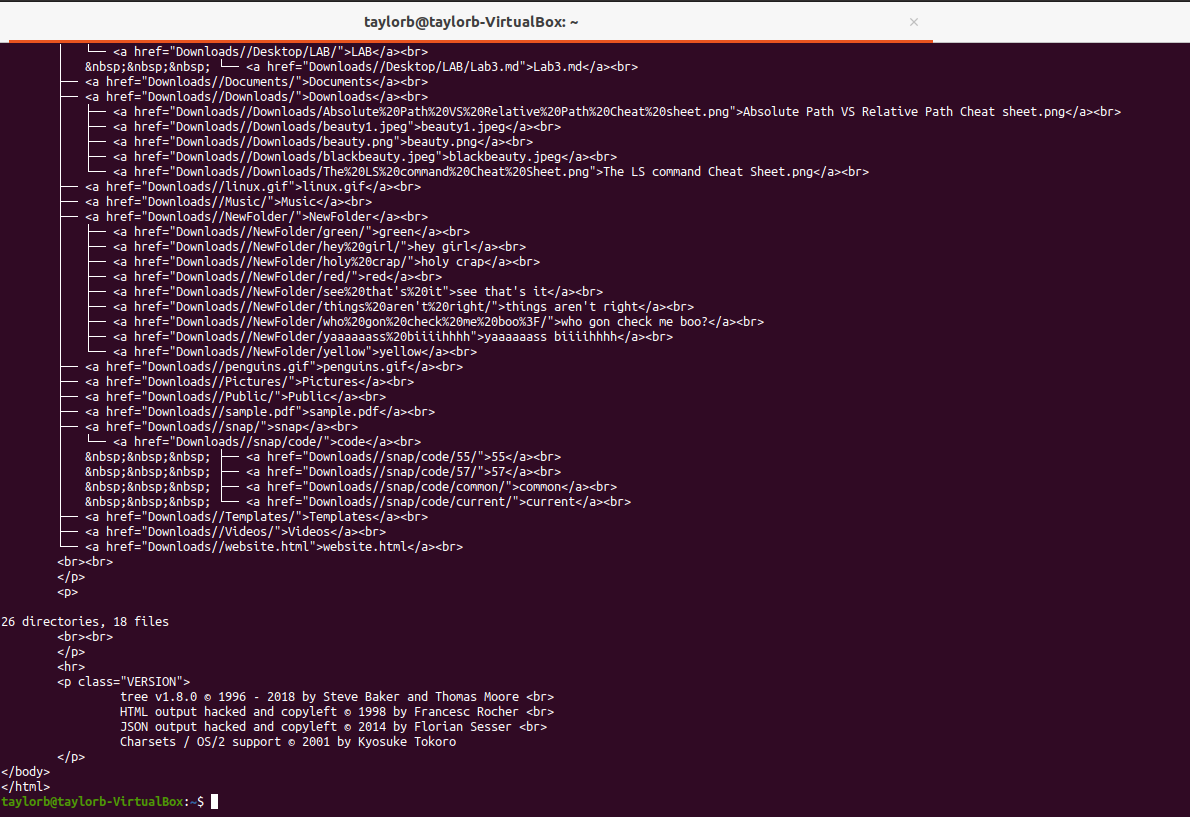 taylorb@taylorb-VirtualBox: ~ ×
│   └── <a href="Downloads//Desktop/LAB/">LAB</a><br>
│   &nbsp;&nbsp;&nbsp; └── <a href="Downloads//Desktop/LAB/Lab3.md">Lab3.md</a><br>
├── <a href="Downloads//Documents/">Documents</a><br>
├── <a href="Downloads//Downloads/">Downloads</a><br>
│   ├── <a href="Downloads//Downloads/Absolute%20Path%20VS%20Relative%20Path%20Cheat%20sheet.png">Absolute Path VS Relative Path Cheat sheet.png</a><br>
│   ├── <a href="Downloads//Downloads/beauty1.jpeg">beauty1.jpeg</a><br>
│   ├── <a href="Downloads//Downloads/beauty.png">beauty.png</a><br>
│   ├── <a href="Downloads//Downloads/blackbeauty.jpeg">blackbeauty.jpeg</a><br>
│   └── <a href="Downloads//Downloads/The%20LS%20command%20Cheat%20Sheet.png">The LS command Cheat Sheet.png</a><br>
├── <a href="Downloads//linux.gif">linux.gif</a><br>
├── <a href="Downloads//Music/">Music</a><br>
├── <a href="Downloads//NewFolder/">NewFolder</a><br>
│   ├── <a href="Downloads//NewFolder/green/">green</a><br>
│   ├── <a href="Downloads//NewFolder/hey%20girl/">hey girl</a><br>
│   ├── <a href="Downloads//NewFolder/holy%20crap/">holy crap</a><br>
│   ├── <a href="Downloads//NewFolder/red/">red</a><br>
│   ├── <a href="Downloads//NewFolder/see%20that's%20it">see that's it</a><br>
│   ├── <a href="Downloads//NewFolder/things%20aren't%20right/">things aren't right</a><br>
│   ├── <a href="Downloads//NewFolder/who%20gon%20check%20me%20boo%3F/">who gon check me boo?</a><br>
│   ├── <a href="Downloads//NewFolder/yaaaaaass%20biiiihhhh">yaaaaaass biiiihhhh</a><br>
│   └── <a href="Downloads//NewFolder/yellow">yellow</a><br>
├── <a href="Downloads//penguins.gif">penguins.gif</a><br>
├── <a href="Downloads//Pictures/">Pictures</a><br>
├── <a href="Downloads//Public/">Public</a><br>
├── <a href="Downloads//sample.pdf">sample.pdf</a><br>
├── <a href="Downloads//snap/">snap</a><br>
│   └── <a href="Downloads//snap/code/">code</a><br>
│   &nbsp;&nbsp;&nbsp; ├── <a href="Downloads//snap/code/55/">55</a><br>
│   &nbsp;&nbsp;&nbsp; ├── <a href="Downloads//snap/code/57/">57</a><br>
│   &nbsp;&nbsp;&nbsp; ├── <a href="Downloads//snap/code/common/">common</a><br>
│   &nbsp;&nbsp;&nbsp; └── <a href="Downloads//snap/code/current/">current</a><br>
├── <a href="Downloads//Templates/">Templates</a><br>
├── <a href="Downloads//Videos/">Videos</a><br>
└── <a href="Downloads//website.html">website.html</a><br>
<br><br>
</p>
<p>
26 directories, 18 files
<br><br>
</p>
<hr>
<p class="VERSION">
tree v1.8.0 © 1996 - 2018 by Steve Baker and Thomas Moore <br>
HTML output hacked and copyleft © 1998 by Francesc Rocher <br>
JSON output hacked and copyleft © 2014 by Florian Sesser <br>
Charsets / OS/2 support © 2001 by Kyosuke Tokoro
</p>
</body>
</html>
taylorb@taylorb-VirtualBox:~$